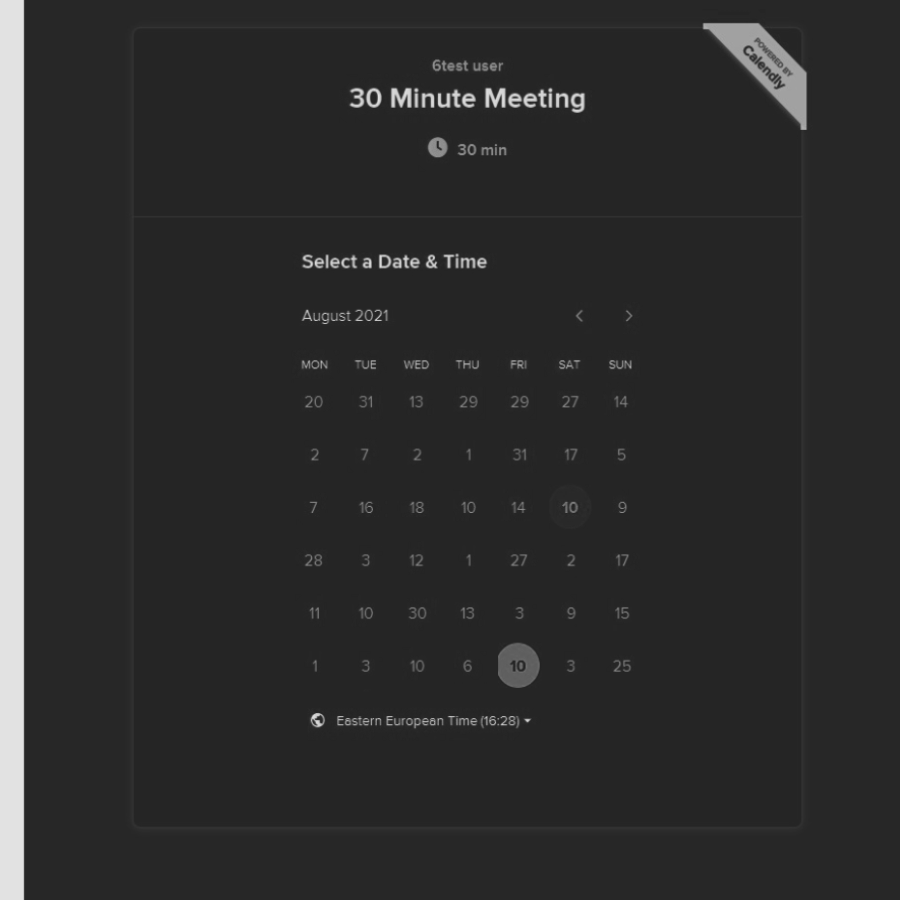 POWERED BY
Calendly
6test user
30 Minute Meeting
30 min
Select a Date & Time
August 2021
MON TUE WED THU FRI SAT SUN
20 31 13 29 29 27 14
2 7 2 1 31 17 5
7 16 18 10 14 10 9
28 3 12 1 27 2 17
11 10 30 13 3 9 15
1 3 10 6 10 3 25
Eastern European Time (16:28)